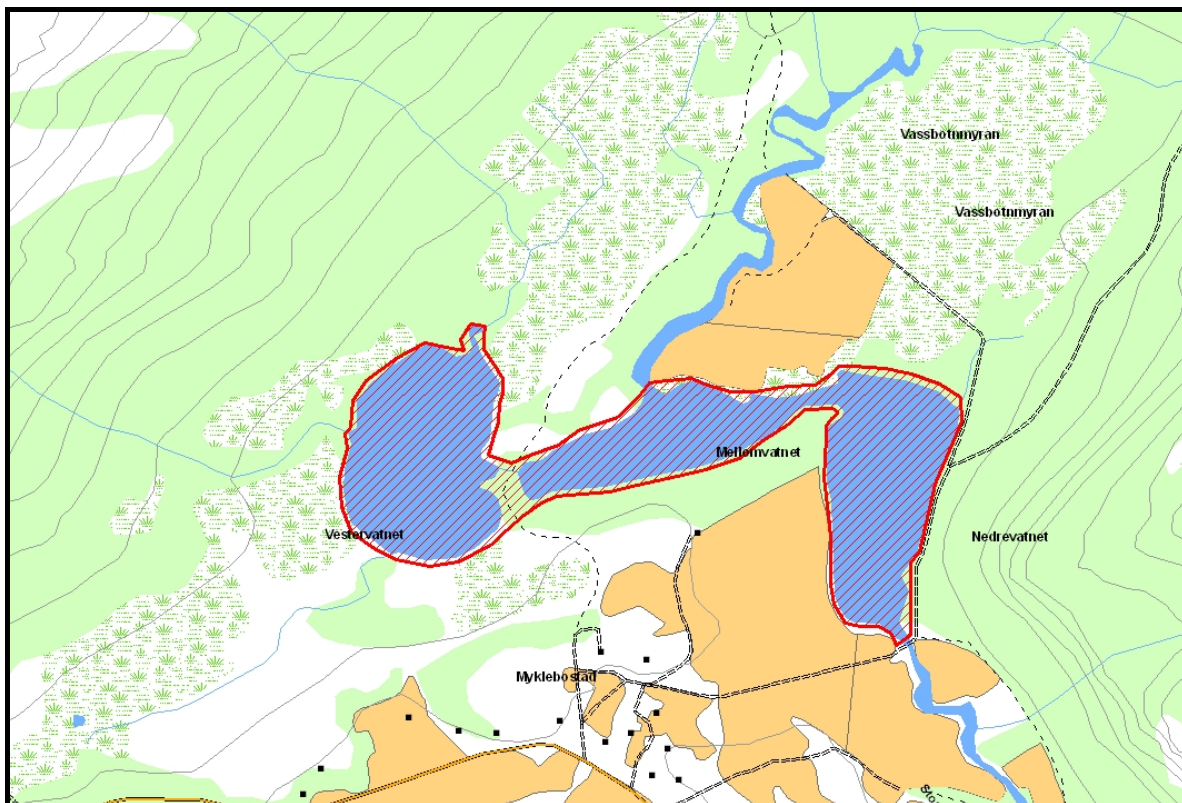 Vassbotnmyran
Vassbotnmyran
Mellomvatnet
Vestervatnet
Nedrevatnet
Myklebostad